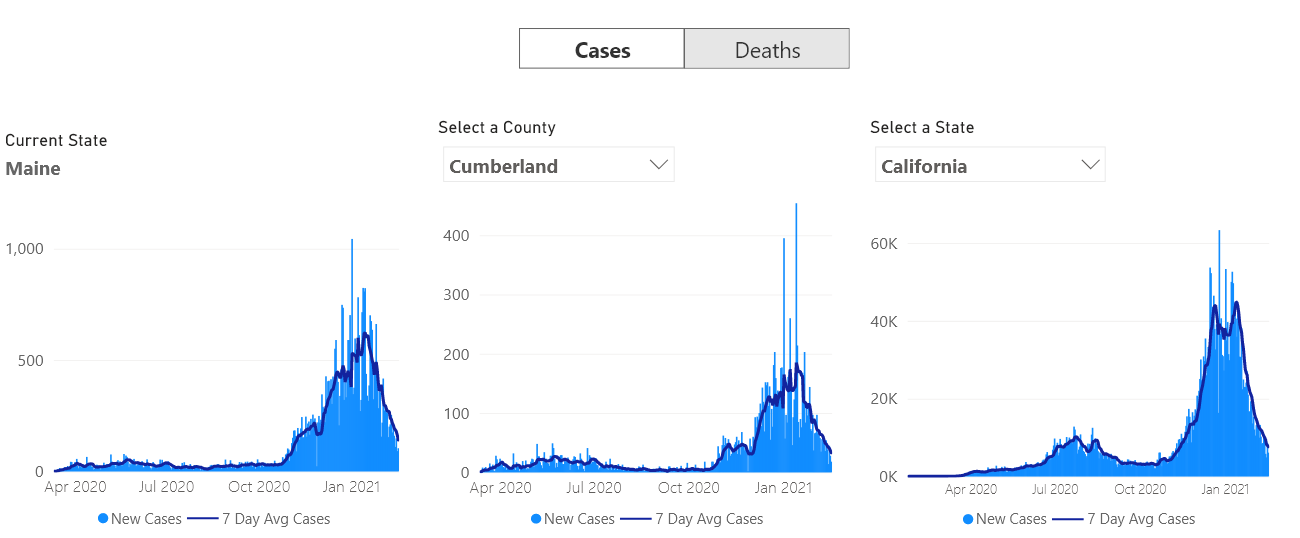 Cases Deaths
Current State
Maine
1,000
500
0
Apr 2020 Jul 2020 Oct 2020 Jan 2021
New Cases 7 Day Avg Cases
Select a County
Cumberland
400
300
200
100
0
Apr 2020 Jul 2020 Oct 2020 Jan 2021
New Cases 7 Day Avg Cases
Select a State
California
60K
40K
20K
0K
Apr 2020 Jul 2020 Oct 2020 Jan 2021
New Cases 7 Day Avg Cases